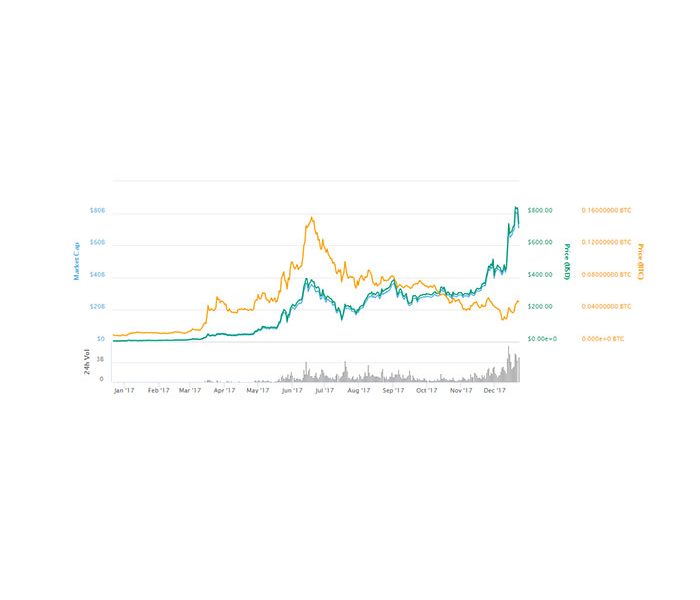 $80B
$60B
$40B
$20B
$0
Market Cap
$800.00
$600.00
$400.00
$200.00
$0.00e+0
Price (USD)
0.16000000 BTC
0.12000000 BTC
0.08000000 BTC
0.04000000 BTC
0.000e+0 BTC
Price (BTC)
24h Vol
0
Jan '17 Feb '17 Mar '17 Apr '17 May '17 Jun '17 Jul '17 Aug '17 Sep '17 Oct '17 Nov '17 Dec '17